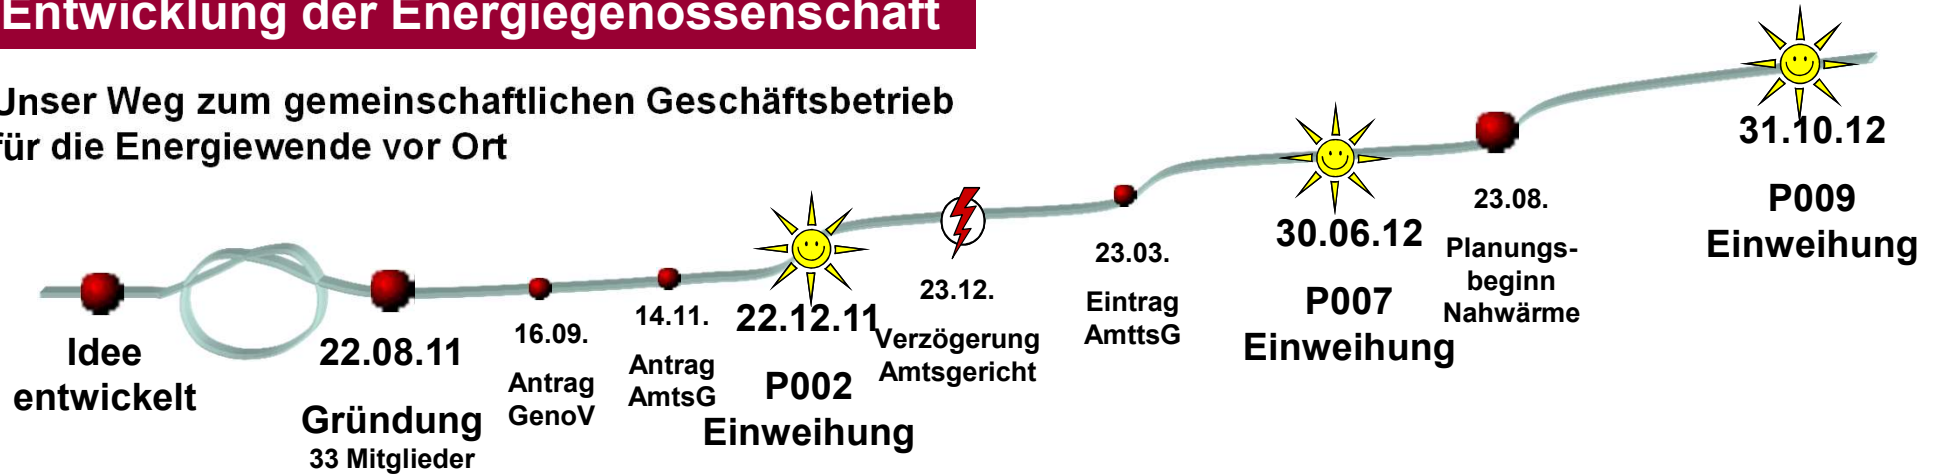 Entwicklung der Energiegenossenschaft
Unser Weg zum gemeinschaftlichen Geschäftsbetrieb
für die Energiewende vor Ort
Idee
entwickelt
22.08.11
Gründung
33 Mitglieder
16.09.
Antrag
GenoV
14.11.
Antrag
AmtsG
22.12.11
P002
Einweihung
23.12.
Verzögerung
Amtsgericht
23.03.
Eintrag
AmttsG
30.06.12
P007
Einweihung
23.08.
Planungs-
beginn
Nahwärme
31.10.12
P009
Einweihung